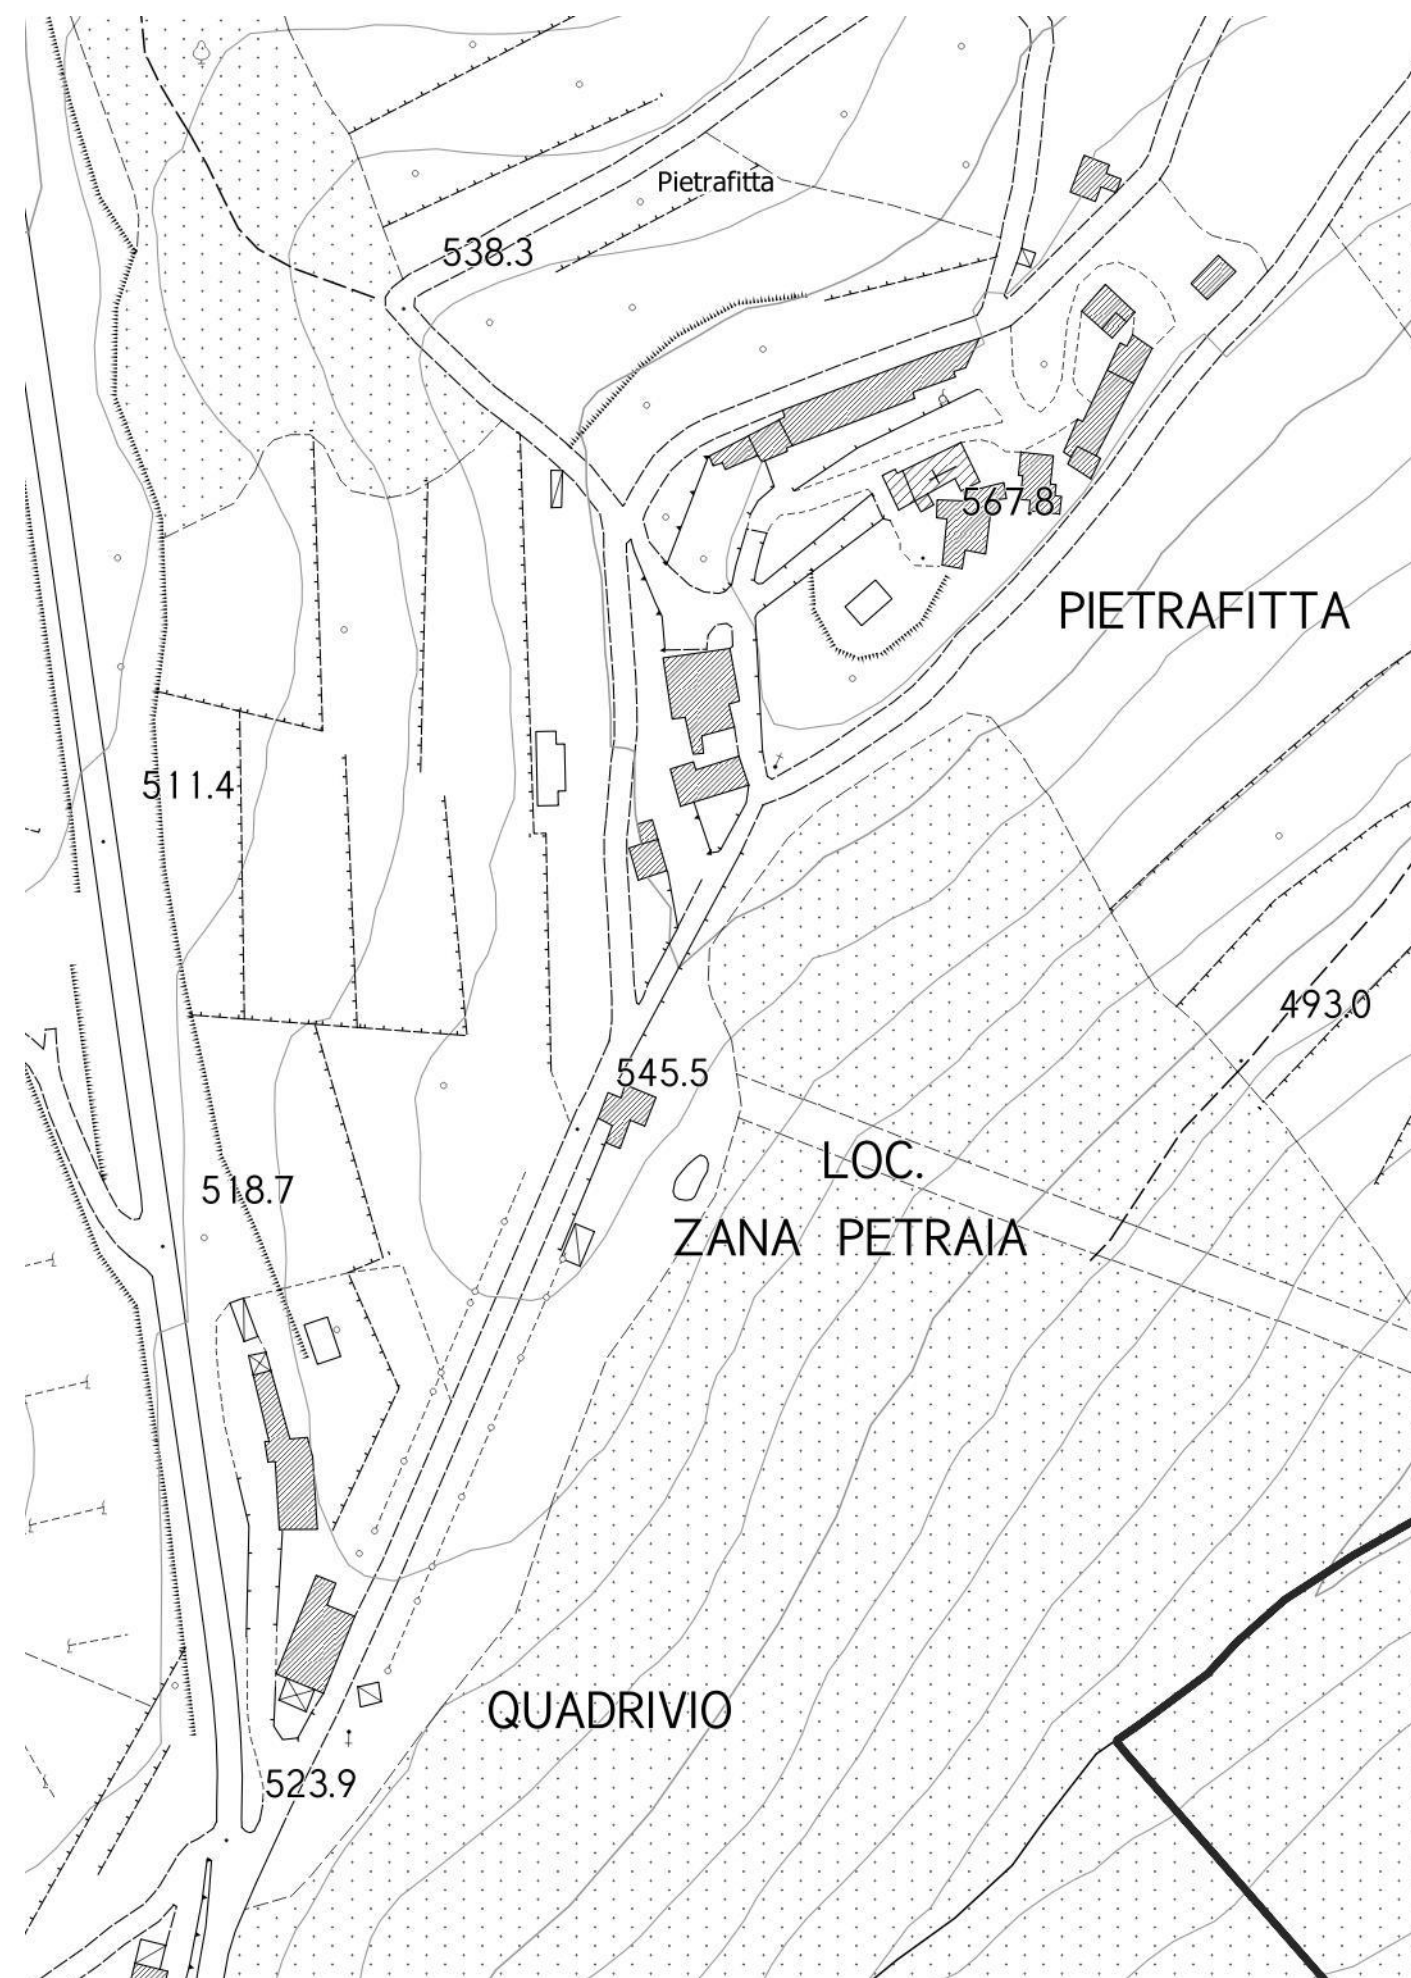 Pietrafitta
538.3
567.8
PIETRAFITTA
511.4
493.0
545.5
LOC.
518.7
ZANA PETRAIA
QUADRIVIO
523.9